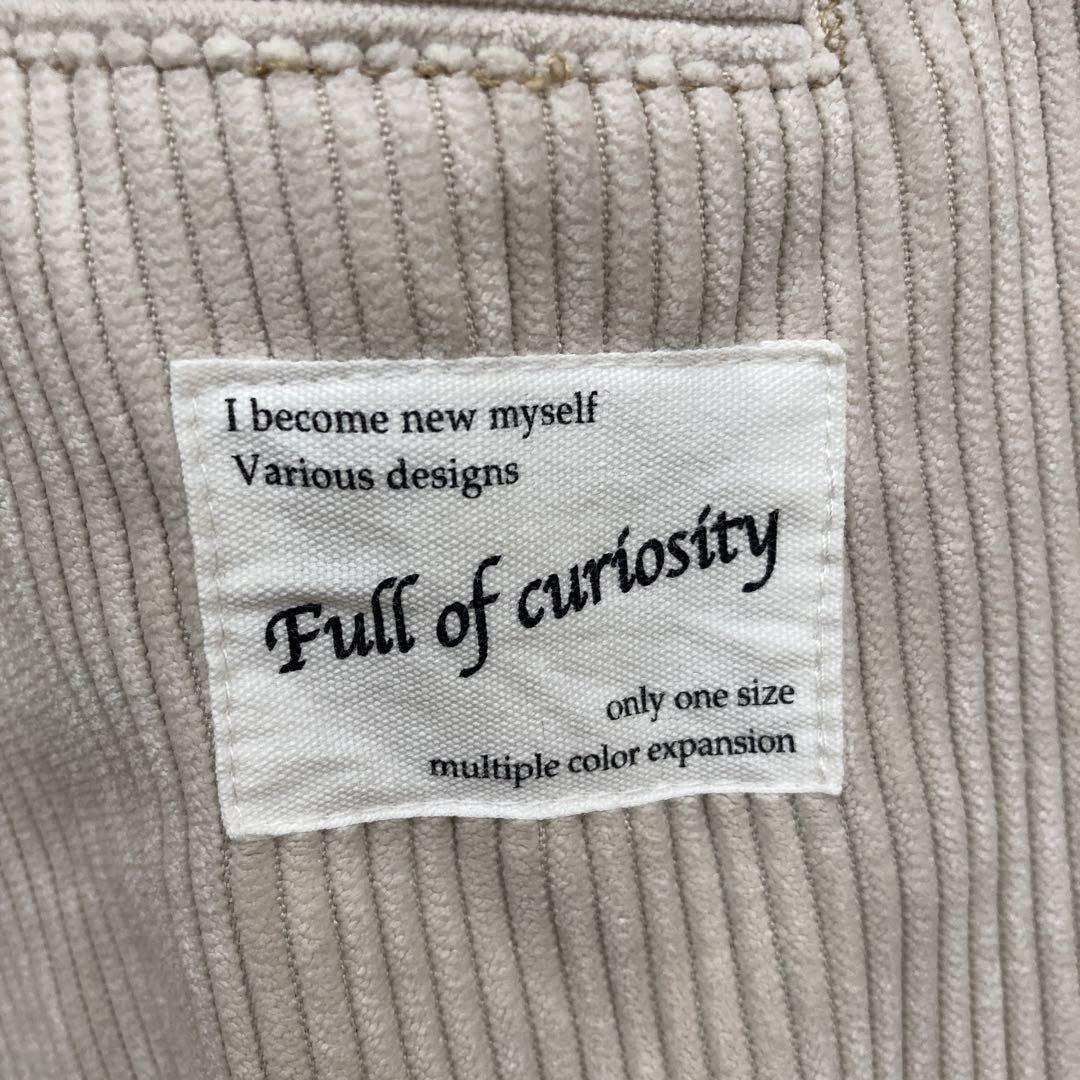 I become new myself
Various designs
Full of curiosity
only one size
multiple color expansion